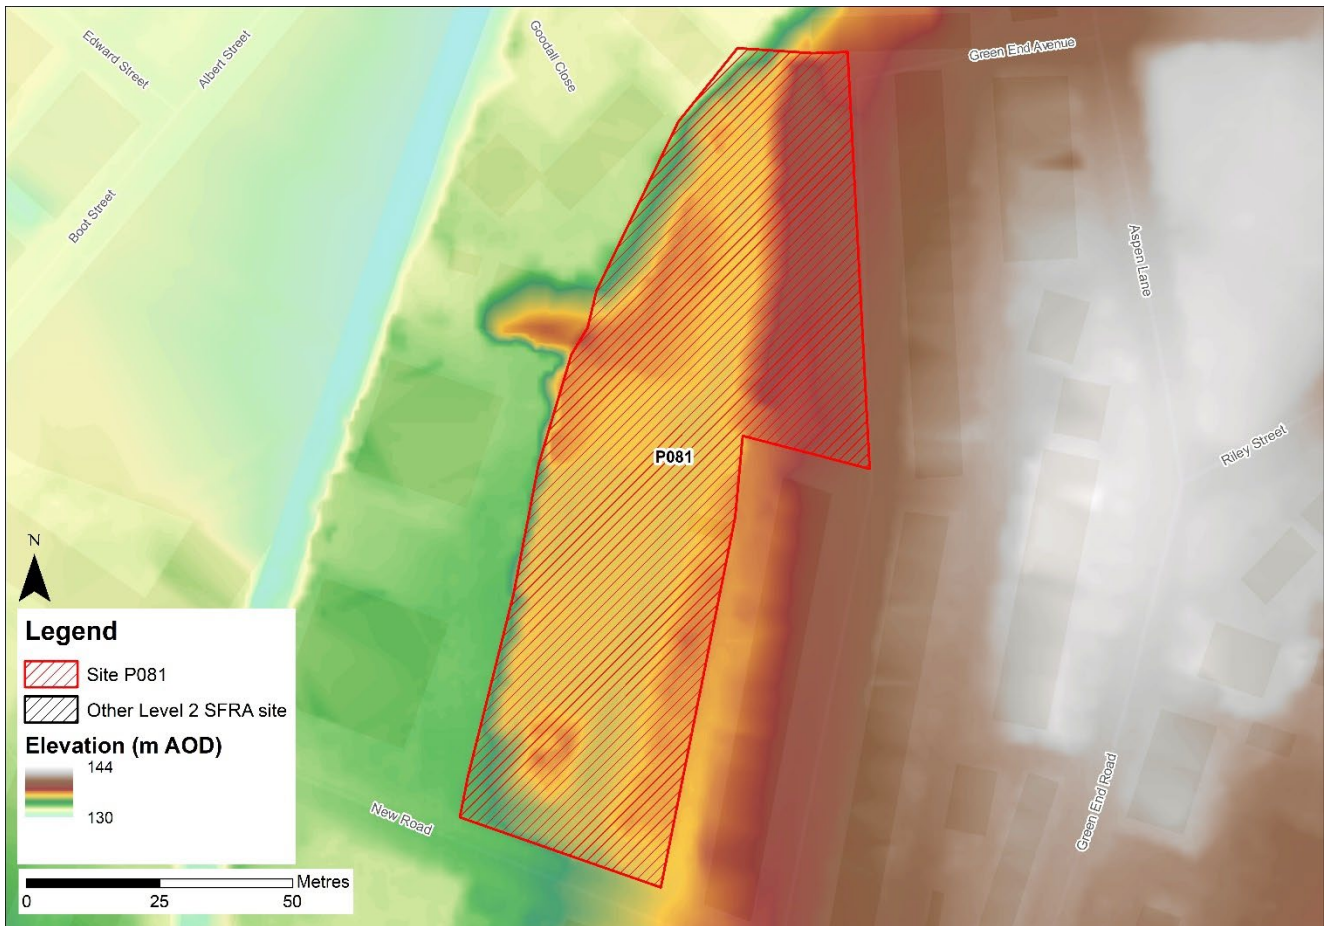 Edward Street
Albert Street
Goodall Close
Green End Avenue
Boot Street
Aspen Lane
P081
Riley Street
N
Legend
Site P081
Other Level 2 SFRA site
Elevation (m AOD)
144
130
New Road
Green End Road
Metres
0 25 50